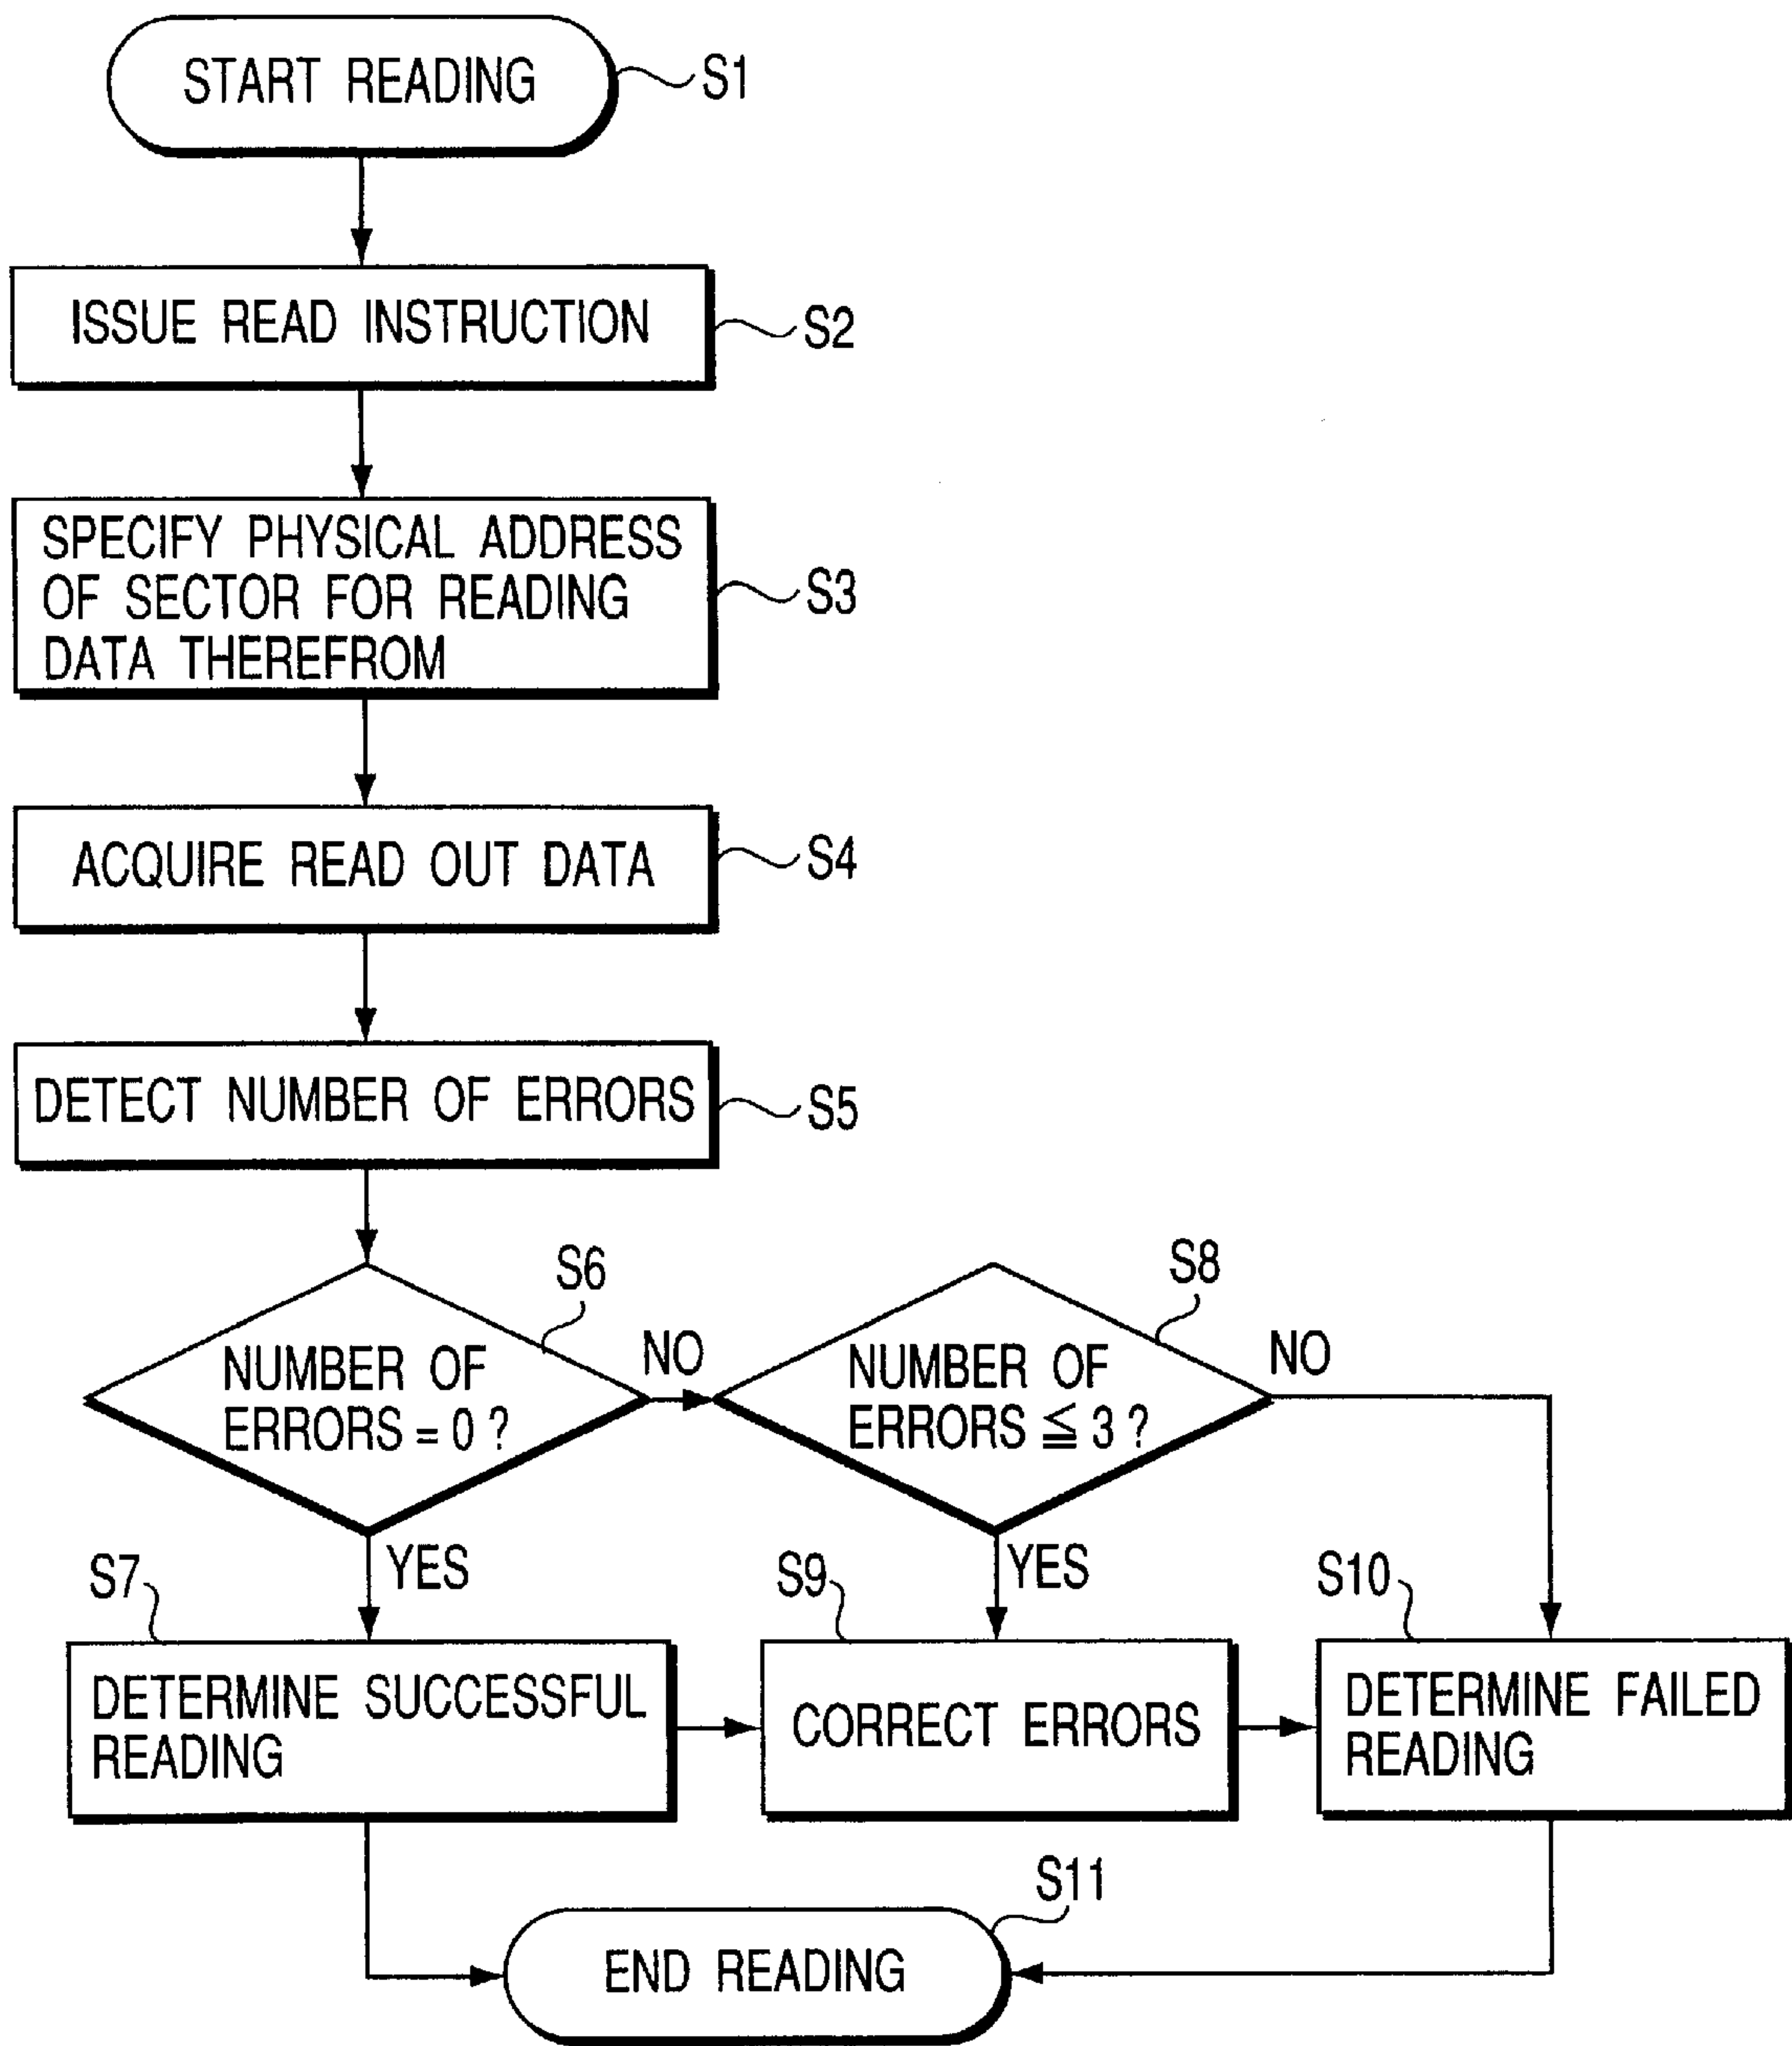 START READING
S1
ISSUE READ INSTRUCTION
S2
SPECIFY PHYSICAL ADDRESS
OF SECTOR FOR READING
DATA THEREFROM
S3
ACQUIRE READ OUT DATA
S4
DETECT NUMBER OF ERRORS
S5
S6
NUMBER OF
ERRORS = 0 ?
NO
YES
S8
NUMBER OF
ERRORS ≦ 3 ?
NO
YES
S7
DETERMINE SUCCESSFUL
READING
S9
CORRECT ERRORS
S10
DETERMINE FAILED
READING
S11
END READING